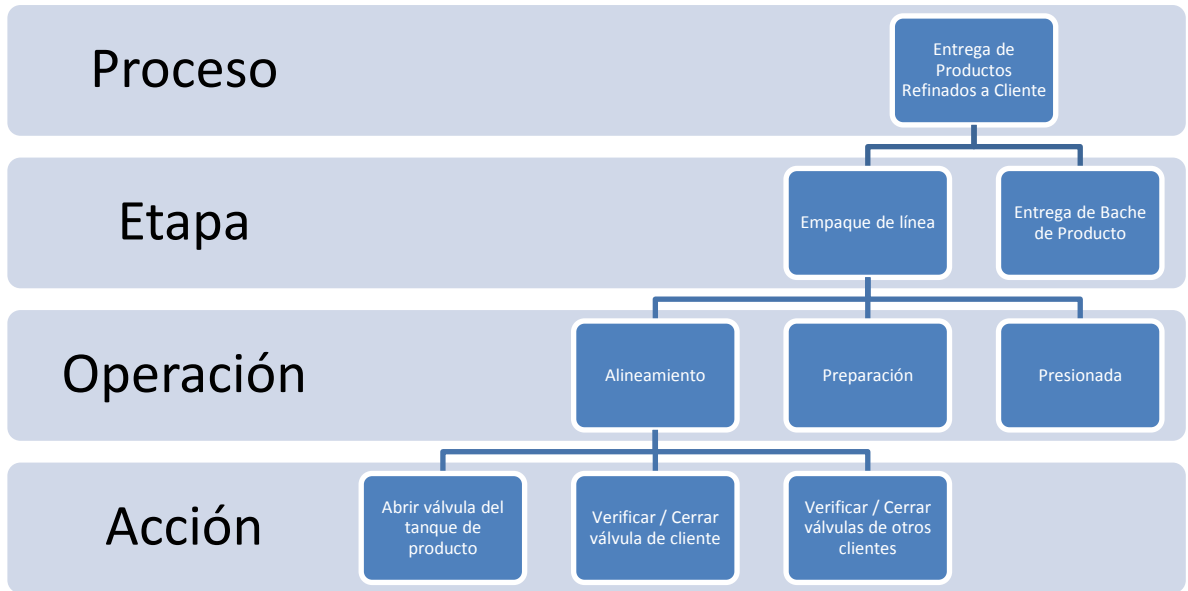 Proceso
Entrega de
Productos
Refinados a Cliente
Etapa
Empaque de línea
Entrega de Bache
de Producto
Operación
Alineamiento
Preparación
Presionada
Acción
Abrir válvula del
tanque de
producto
Verificar / Cerrar
válvula de cliente
Verificar / Cerrar
válvulas de otros
clientes